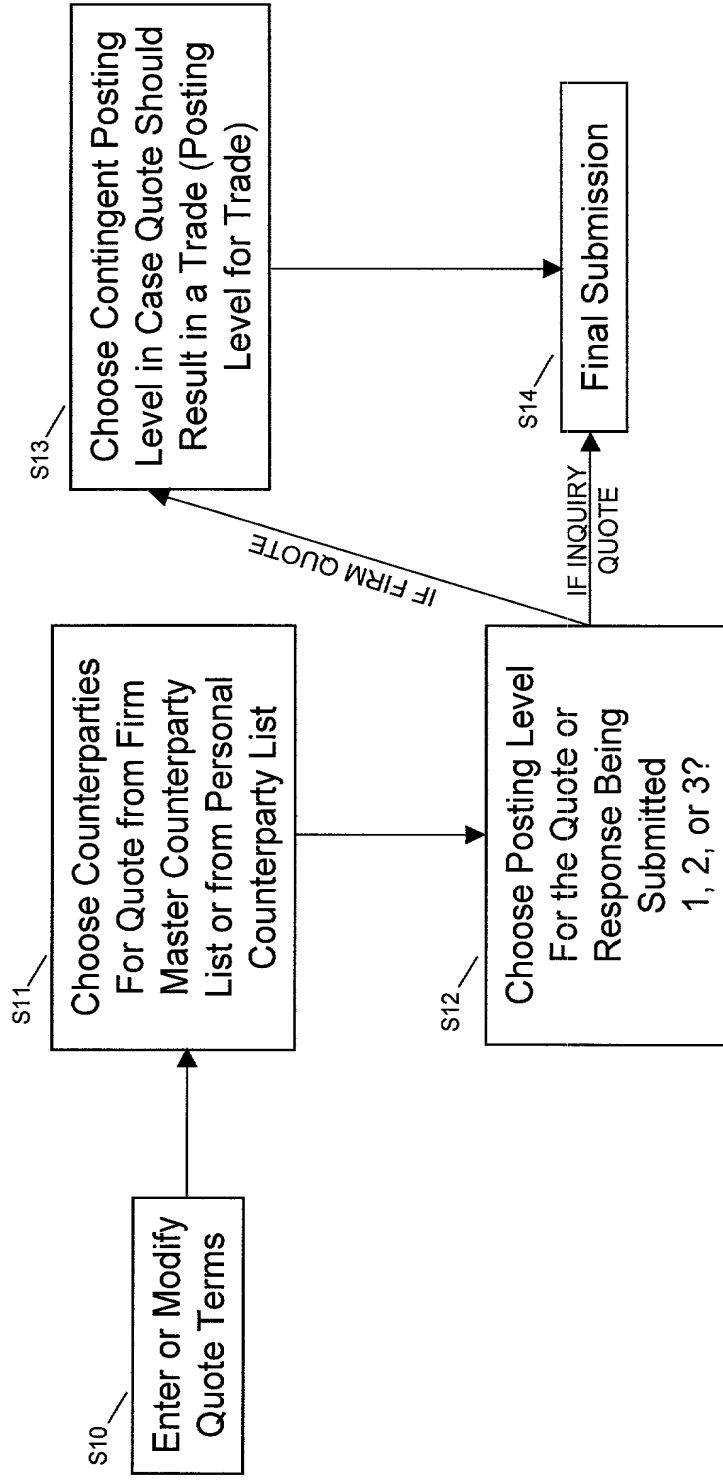 S10
Enter or Modify
Quote Terms
S11
Choose Counterparties
For Quote from Firm
Master Counterparty
List or from Personal
Counterparty List
S12
Choose Posting Level
For the Quote or
Response Being
Submitted
1, 2, or 3?
IF FIRM QUOTE
IF INQUIRY
QUOTE
S13
Choose Contingent Posting
Level in Case Quote Should
Result in a Trade (Posting
Level for Trade)
S14
Final Submission